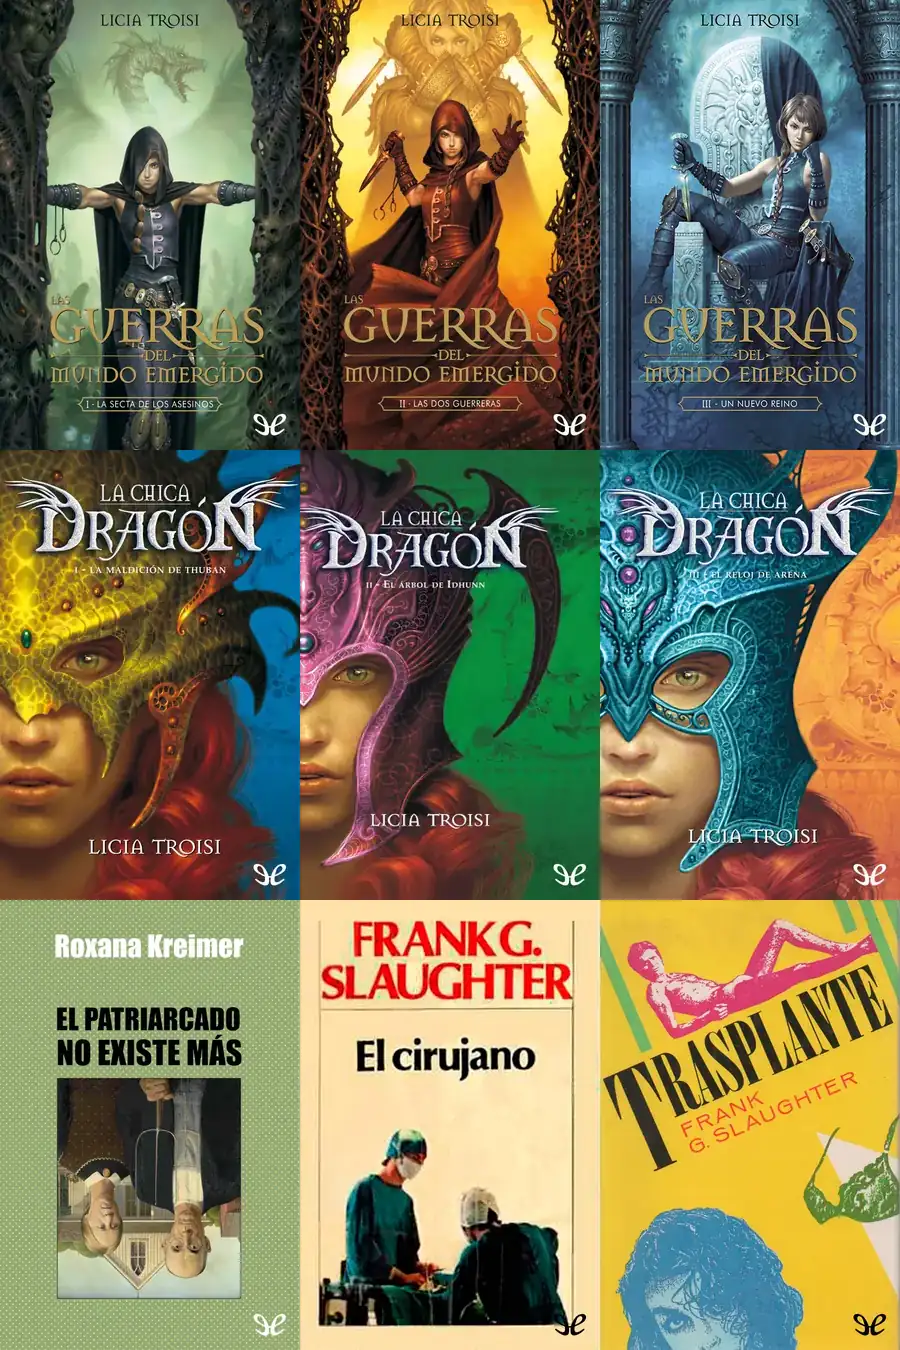 LICIA TROISI
LAS
GUERRAS
DEL
MUNDO EMERGIDO
I - LA SECTA DE LOS ASESINOS
LICIA TROISI
LAS
GUERRAS
DEL
MUNDO EMERGIDO
II - LAS DOS GUERRERAS
LICIA TROISI
LAS
GUERRAS
DEL
MUNDO EMERGIDO
III - UN NUEVO REINO
LA CHICA
DRAGÓN
I - LA MALDICIÓN DE THUBAN
LICIA TROISI
LA CHICA
DRAGÓN
II - EL ÁRBOL DE IDHUNN
LICIA TROISI
LA CHICA
DRAGÓN
III - EL RELOJ DE ARENA
LICIA TROISI
Roxana Kreimer
EL PATRIARCADO
NO EXISTE MÁS
FRANK G.
SLAUGHTER
El cirujano
TRASPLANTE
FRANK
G. SLAUGHTER